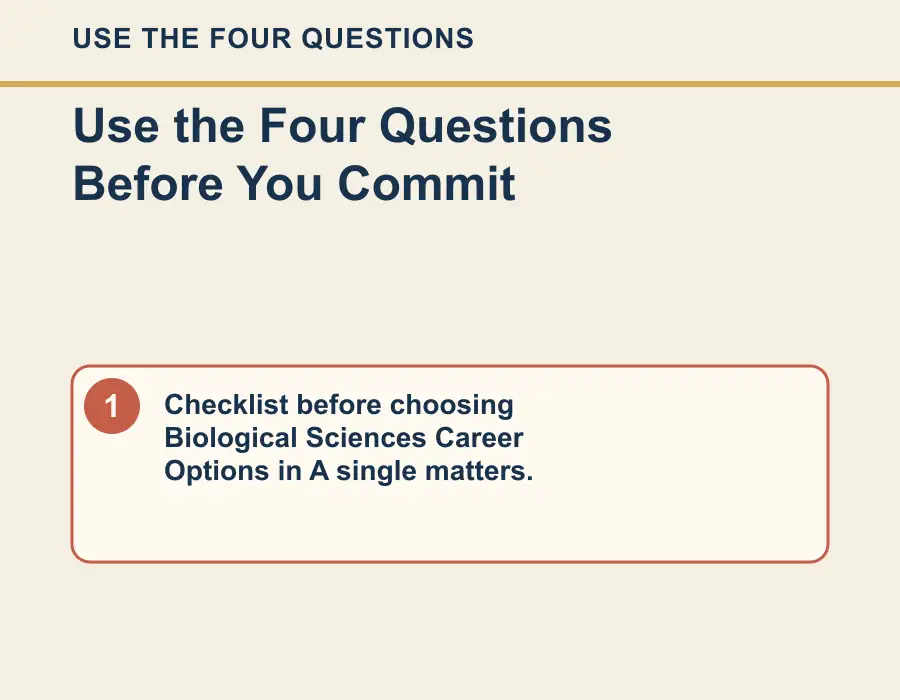 USE THE FOUR QUESTIONS
Use the Four Questions
Before You Commit
1
Checklist before choosing
Biological Sciences Career
Options in A single matters.